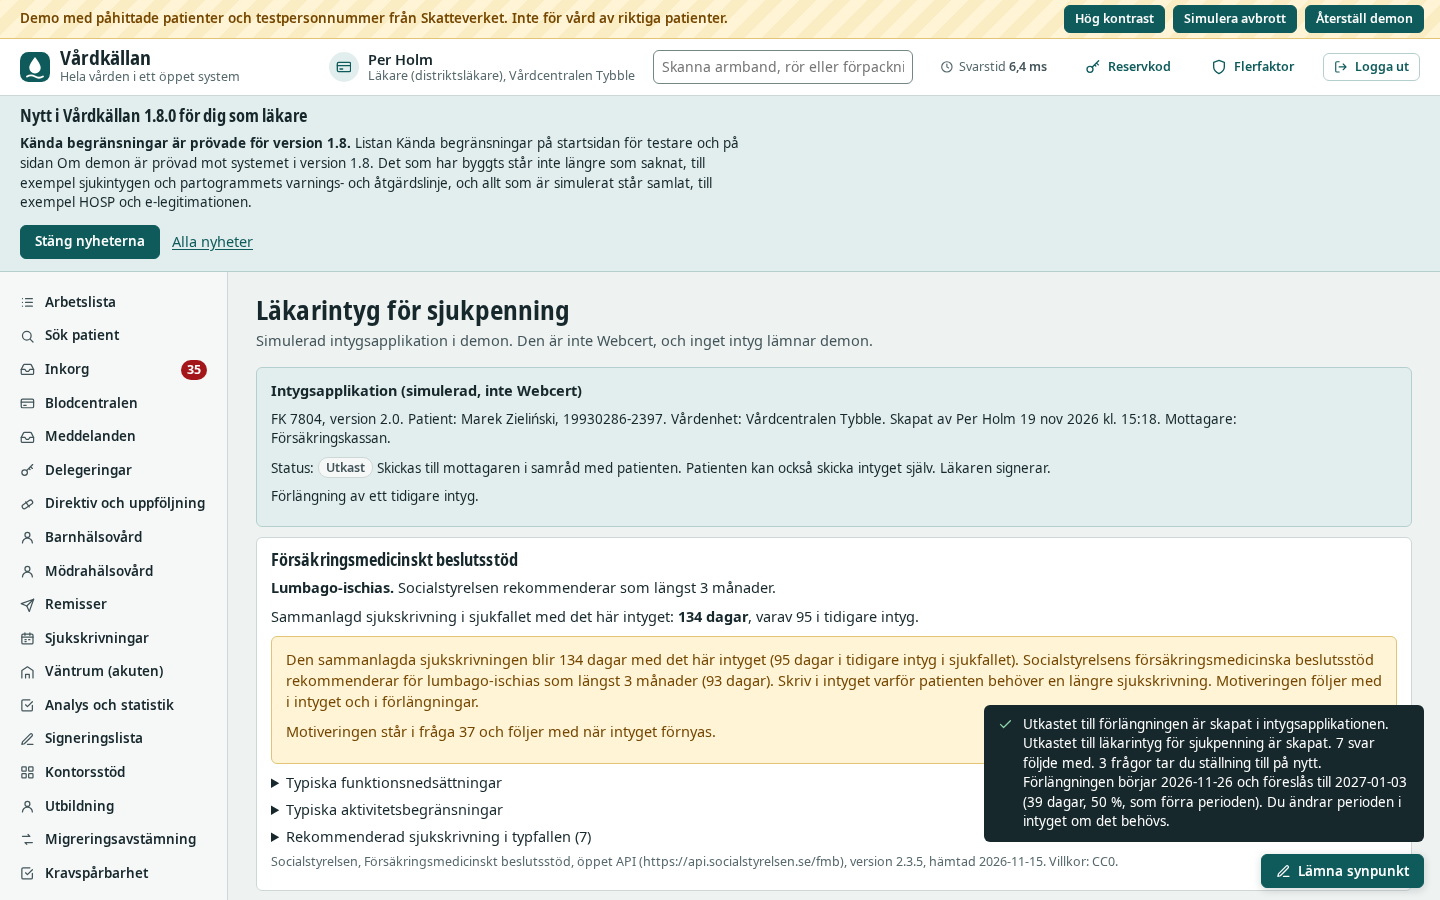 Demo med påhittade patienter och testpersonnummer från Skatteverket. Inte för vård av riktiga patienter.
Hög kontrast
Simulera avbrott
Återställ demon
Vårdkällan
Hela vården i ett öppet system
Per Holm
Läkare (distriktsläkare), Vårdcentralen Tybble
Skanna armband, rör eller förpackni
Svarstid 6,4 ms
Reservkod
Flerfaktor
Logga ut
Nytt i Vårdkällan 1.8.0 för dig som läkare
Kända begränsningar är prövade för version 1.8. Listan Kända begränsningar på startsidan för testare och på
sidan Om demon är prövad mot systemet i version 1.8. Det som har byggts står inte längre som saknat, till
exempel sjukintygen och partogrammets varnings- och åtgärdslinje, och allt som är simulerat står samlat, till
exempel HOSP och e-legitimationen.
Stäng nyheterna
Alla nyheter
Arbetslista
Sök patient
Inkorg
35
Blodcentralen
Meddelanden
Delegeringar
Direktiv och uppföljning
Barnhälsovård
Mödrahälsovård
Remisser
Sjukskrivningar
Väntrum (akuten)
Analys och statistik
Signeringslista
Kontorsstöd
Utbildning
Migreringsavstämning
Kravspårbarhet
Läkarintyg för sjukpenning
Simulerad intygsapplikation i demon. Den är inte Webcert, och inget intyg lämnar demon.
Intygsapplikation (simulerad, inte Webcert)
FK 7804, version 2.0. Patient: Marek Zieliński, 19930286-2397. Vårdenhet: Vårdcentralen Tybble. Skapat av Per Holm 19 nov 2026 kl. 15:18. Mottagare:
Försäkringskassan.
Status: Utkast Skickas till mottagaren i samråd med patienten. Patienten kan också skicka intyget själv. Läkaren signerar.
Förlängning av ett tidigare intyg.
Försäkringsmedicinskt beslutsstöd
Lumbago-ischias. Socialstyrelsen rekommenderar som längst 3 månader.
Sammanlagd sjukskrivning i sjukfallet med det här intyget: 134 dagar, varav 95 i tidigare intyg.
Den sammanlagda sjukskrivningen blir 134 dagar med det här intyget (95 dagar i tidigare intyg i sjukfallet). Socialstyrelsens försäkringsmedicinska beslutsstöd
rekommenderar för lumbago-ischias som längst 3 månader (93 dagar). Skriv i intyget varför patienten behöver en längre sjukskrivning. Motiveringen följer med
i intyget och i förlängningar.
Motiveringen står i fråga 37 och följer med när intyget förnyas.
Typiska funktionsnedsättningar
Typiska aktivitetsbegränsningar
Rekommenderad sjukskrivning i typfallen (7)
Socialstyrelsen, Försäkringsmedicinskt beslutsstöd, öppet API (https://api.socialstyrelsen.se/fmb), version 2.3.5, hämtad 2026-11-15. Villkor: CC0.
Utkastet till förlängningen är skapat i intygsapplikationen.
Utkastet till läkarintyg för sjukpenning är skapat. 7 svar
följde med. 3 frågor tar du ställning till på nytt.
Förlängningen börjar 2026-11-26 och föreslås till 2027-01-03
(39 dagar, 50 %, som förra perioden). Du ändrar perioden i
intyget om det behövs.
Lämna synpunkt